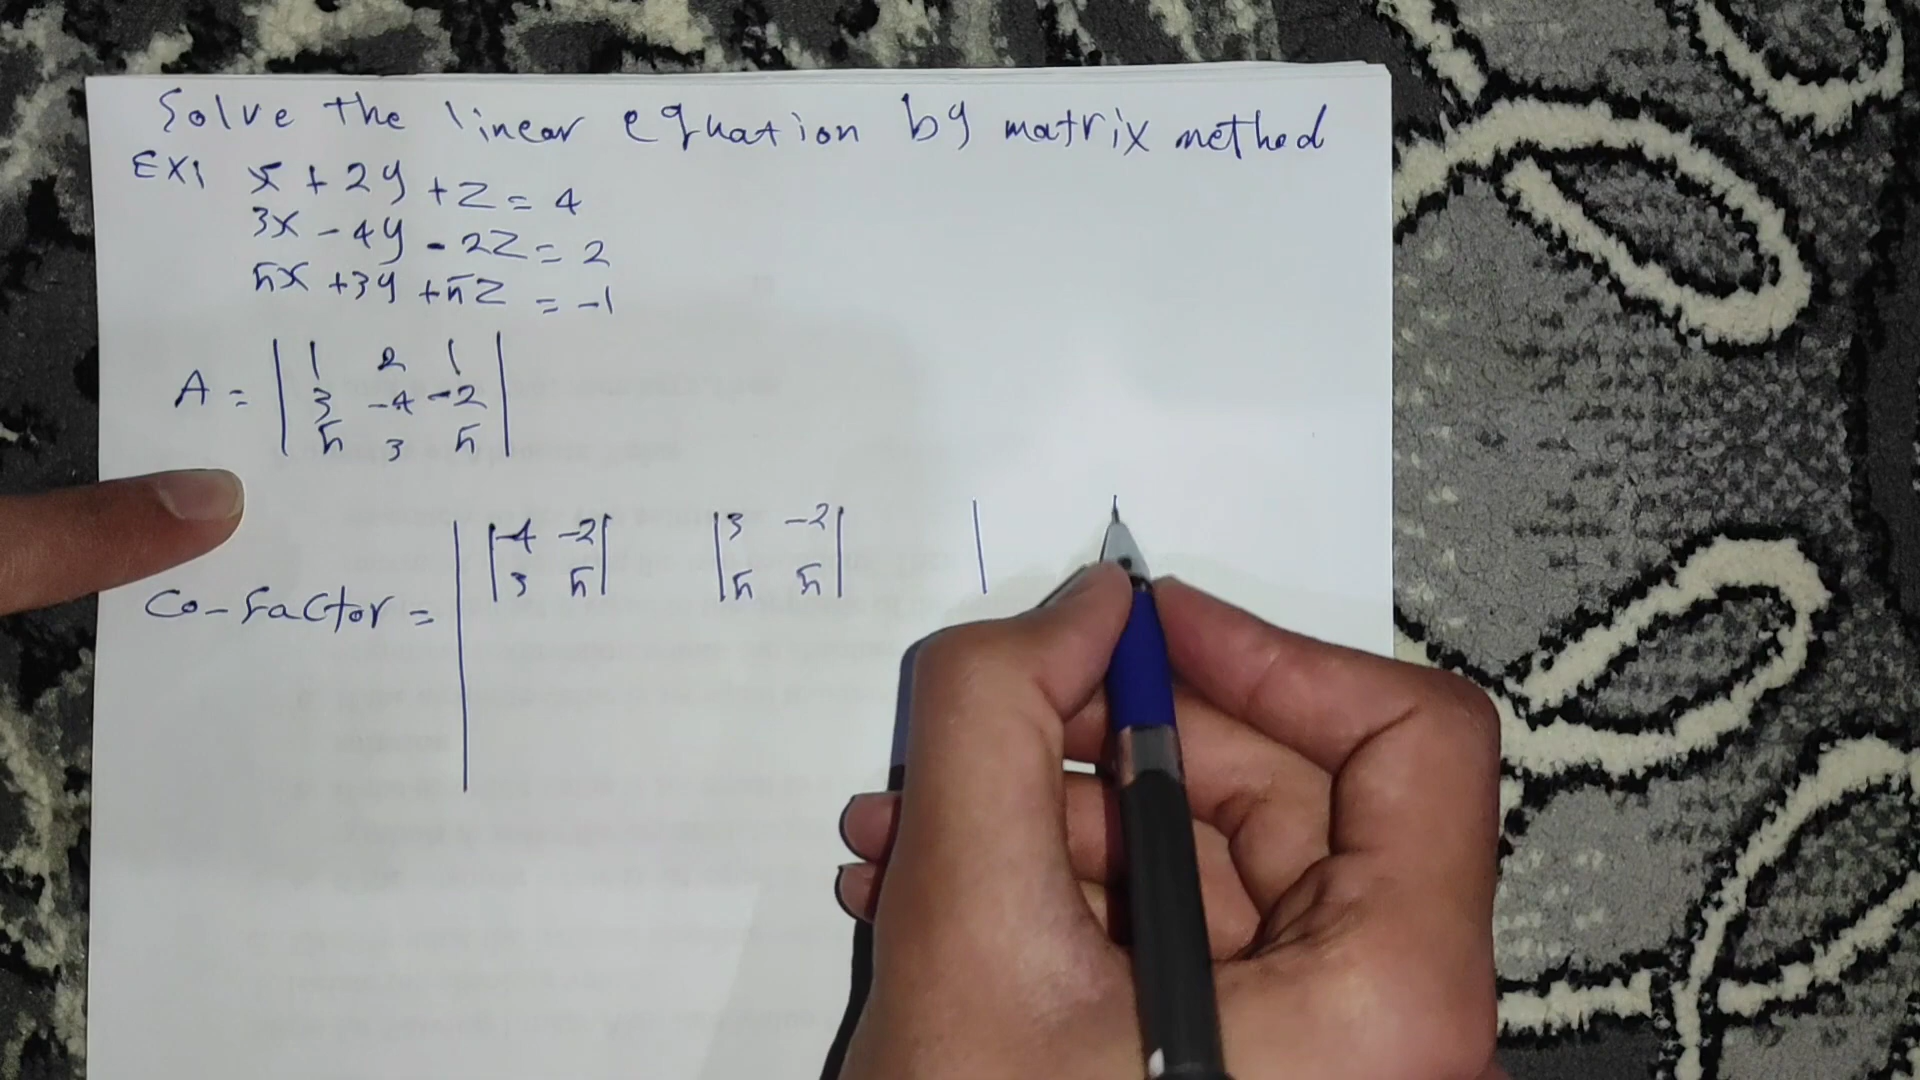 Solve the linear equation by matrix method
EX1 x + 2y + z = 4
3x - 4y - 2z = 2
5x + 3y + 5z = -1
A = | 1 2 1 |
| 3 -4 -2 |
| 5 3 5 |
Co-factor = | |-4 -2| |3 -2| |
|3 5| |5 5|